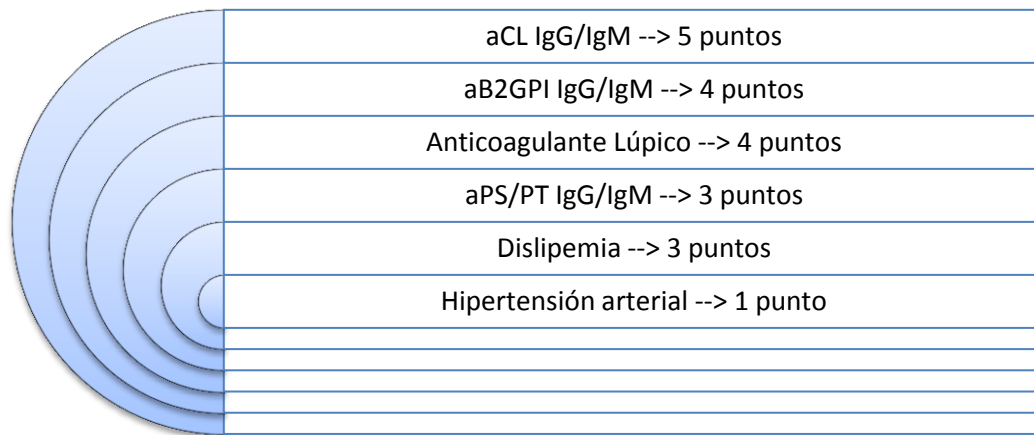 aCL IgG/IgM --> 5 puntos
aB2GPI IgG/IgM --> 4 puntos
Anticoagulante Lúpico --> 4 puntos
aPS/PT IgG/IgM --> 3 puntos
Dislipemia --> 3 puntos
Hipertensión arterial --> 1 punto